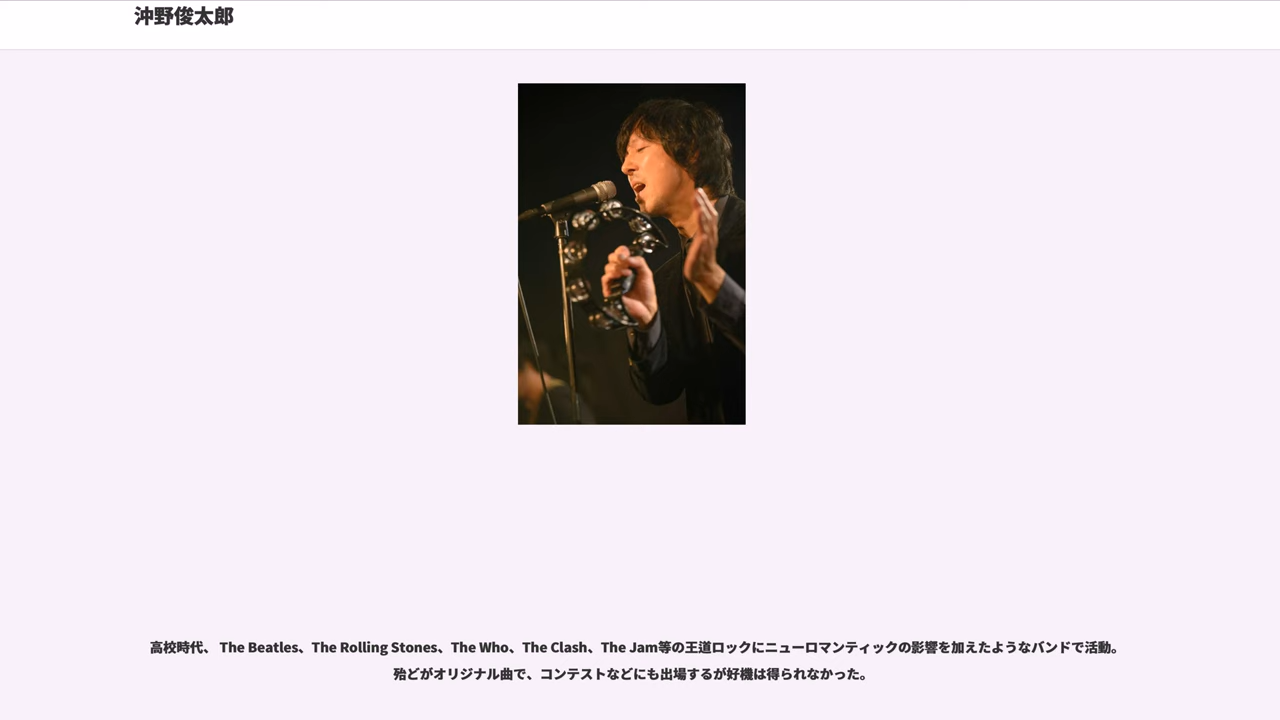 沖野俊太郎
高校時代、 The Beatles、The Rolling Stones、The Who、The Clash、The Jam等の王道ロックにニューロマンティックの影響を加えたようなバンドで活動。
殆どがオリジナル曲で、コンテストなどにも出場するが好機は得られなかった。